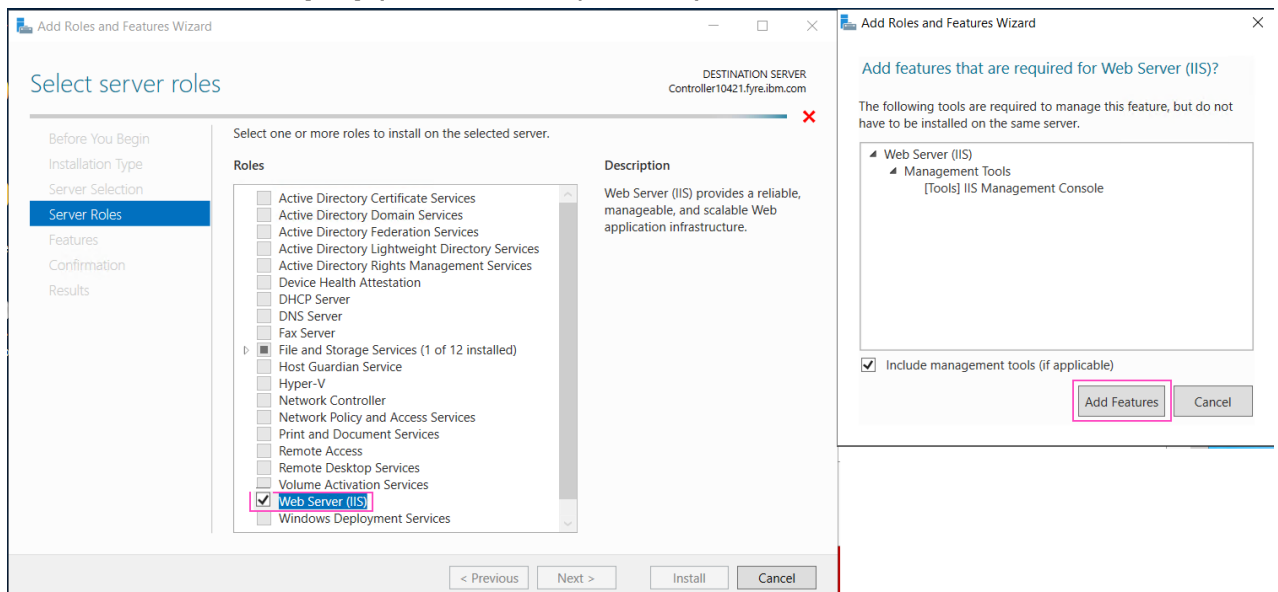 Add Roles and Features Wizard
Select server roles
DESTINATION SERVER
Controller10421.fyre.ibm.com
Before You Begin
Installation Type
Server Selection
Server Roles
Features
Confirmation
Results
Select one or more roles to install on the selected server.
Roles
Active Directory Certificate Services
Active Directory Domain Services
Active Directory Federation Services
Active Directory Lightweight Directory Services
Active Directory Rights Management Services
Device Health Attestation
DHCP Server
DNS Server
Fax Server
File and Storage Services (1 of 12 installed)
Host Guardian Service
Hyper-V
Network Controller
Network Policy and Access Services
Print and Document Services
Remote Access
Remote Desktop Services
Volume Activation Services
Web Server (IIS)
Windows Deployment Services
Description
Web Server (IIS) provides a reliable,
manageable, and scalable Web
application infrastructure.
< Previous
Next >
Install
Cancel
Add Roles and Features Wizard
Add features that are required for Web Server (IIS)?
The following tools are required to manage this feature, but do not
have to be installed on the same server.
Web Server (IIS)
Management Tools
[Tools] IIS Management Console
Include management tools (if applicable)
Add Features
Cancel